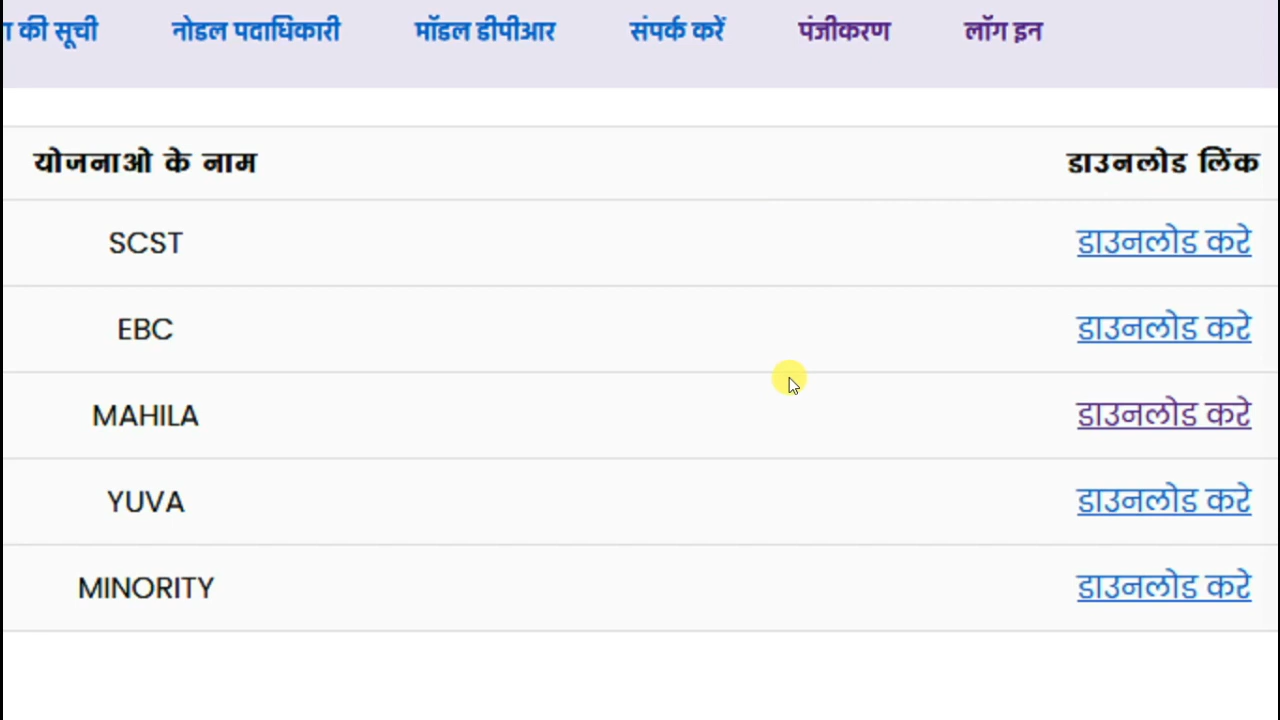 की सूची नोडल पदाधिकारी मॉडल डीपीआर संपर्क करें पंजीकरण लॉग इन
योजनाओ के नाम डाउनलोड लिंक
SCST डाउनलोड करे
EBC डाउनलोड करे
MAHILA डाउनलोड करे
YUVA डाउनलोड करे
MINORITY डाउनलोड करे